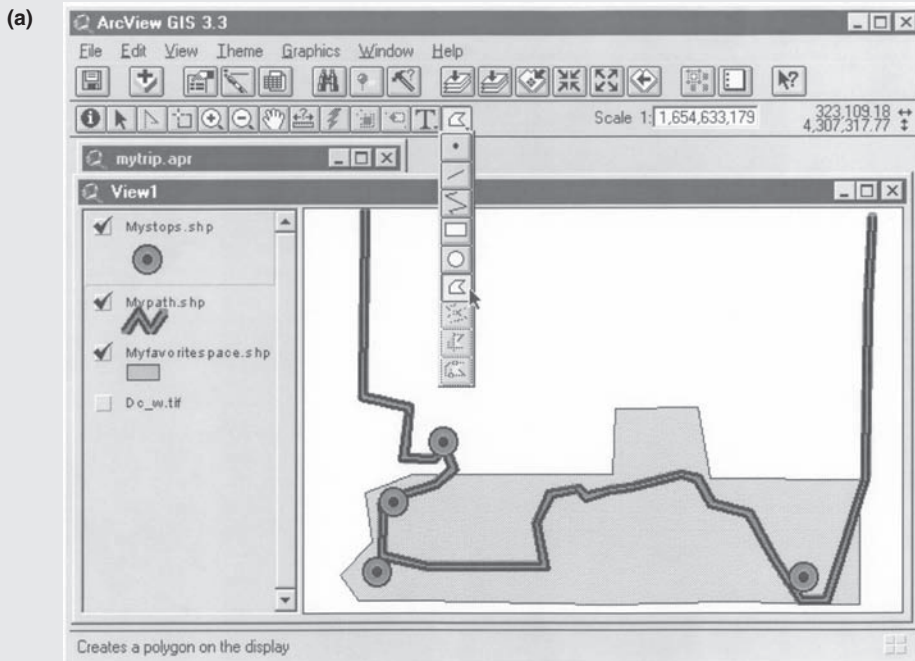 (a)
ArcView GIS 3.3
File Edit View Theme Graphics Window Help
T
Scale 1: 1,654,633,179
323,109.18
4,307,317.77
mytrip.apr
View1
Mystops.shp
Mypath.shp
Myfavoritespace.shp
Dc_w.tif
Creates a polygon on the display